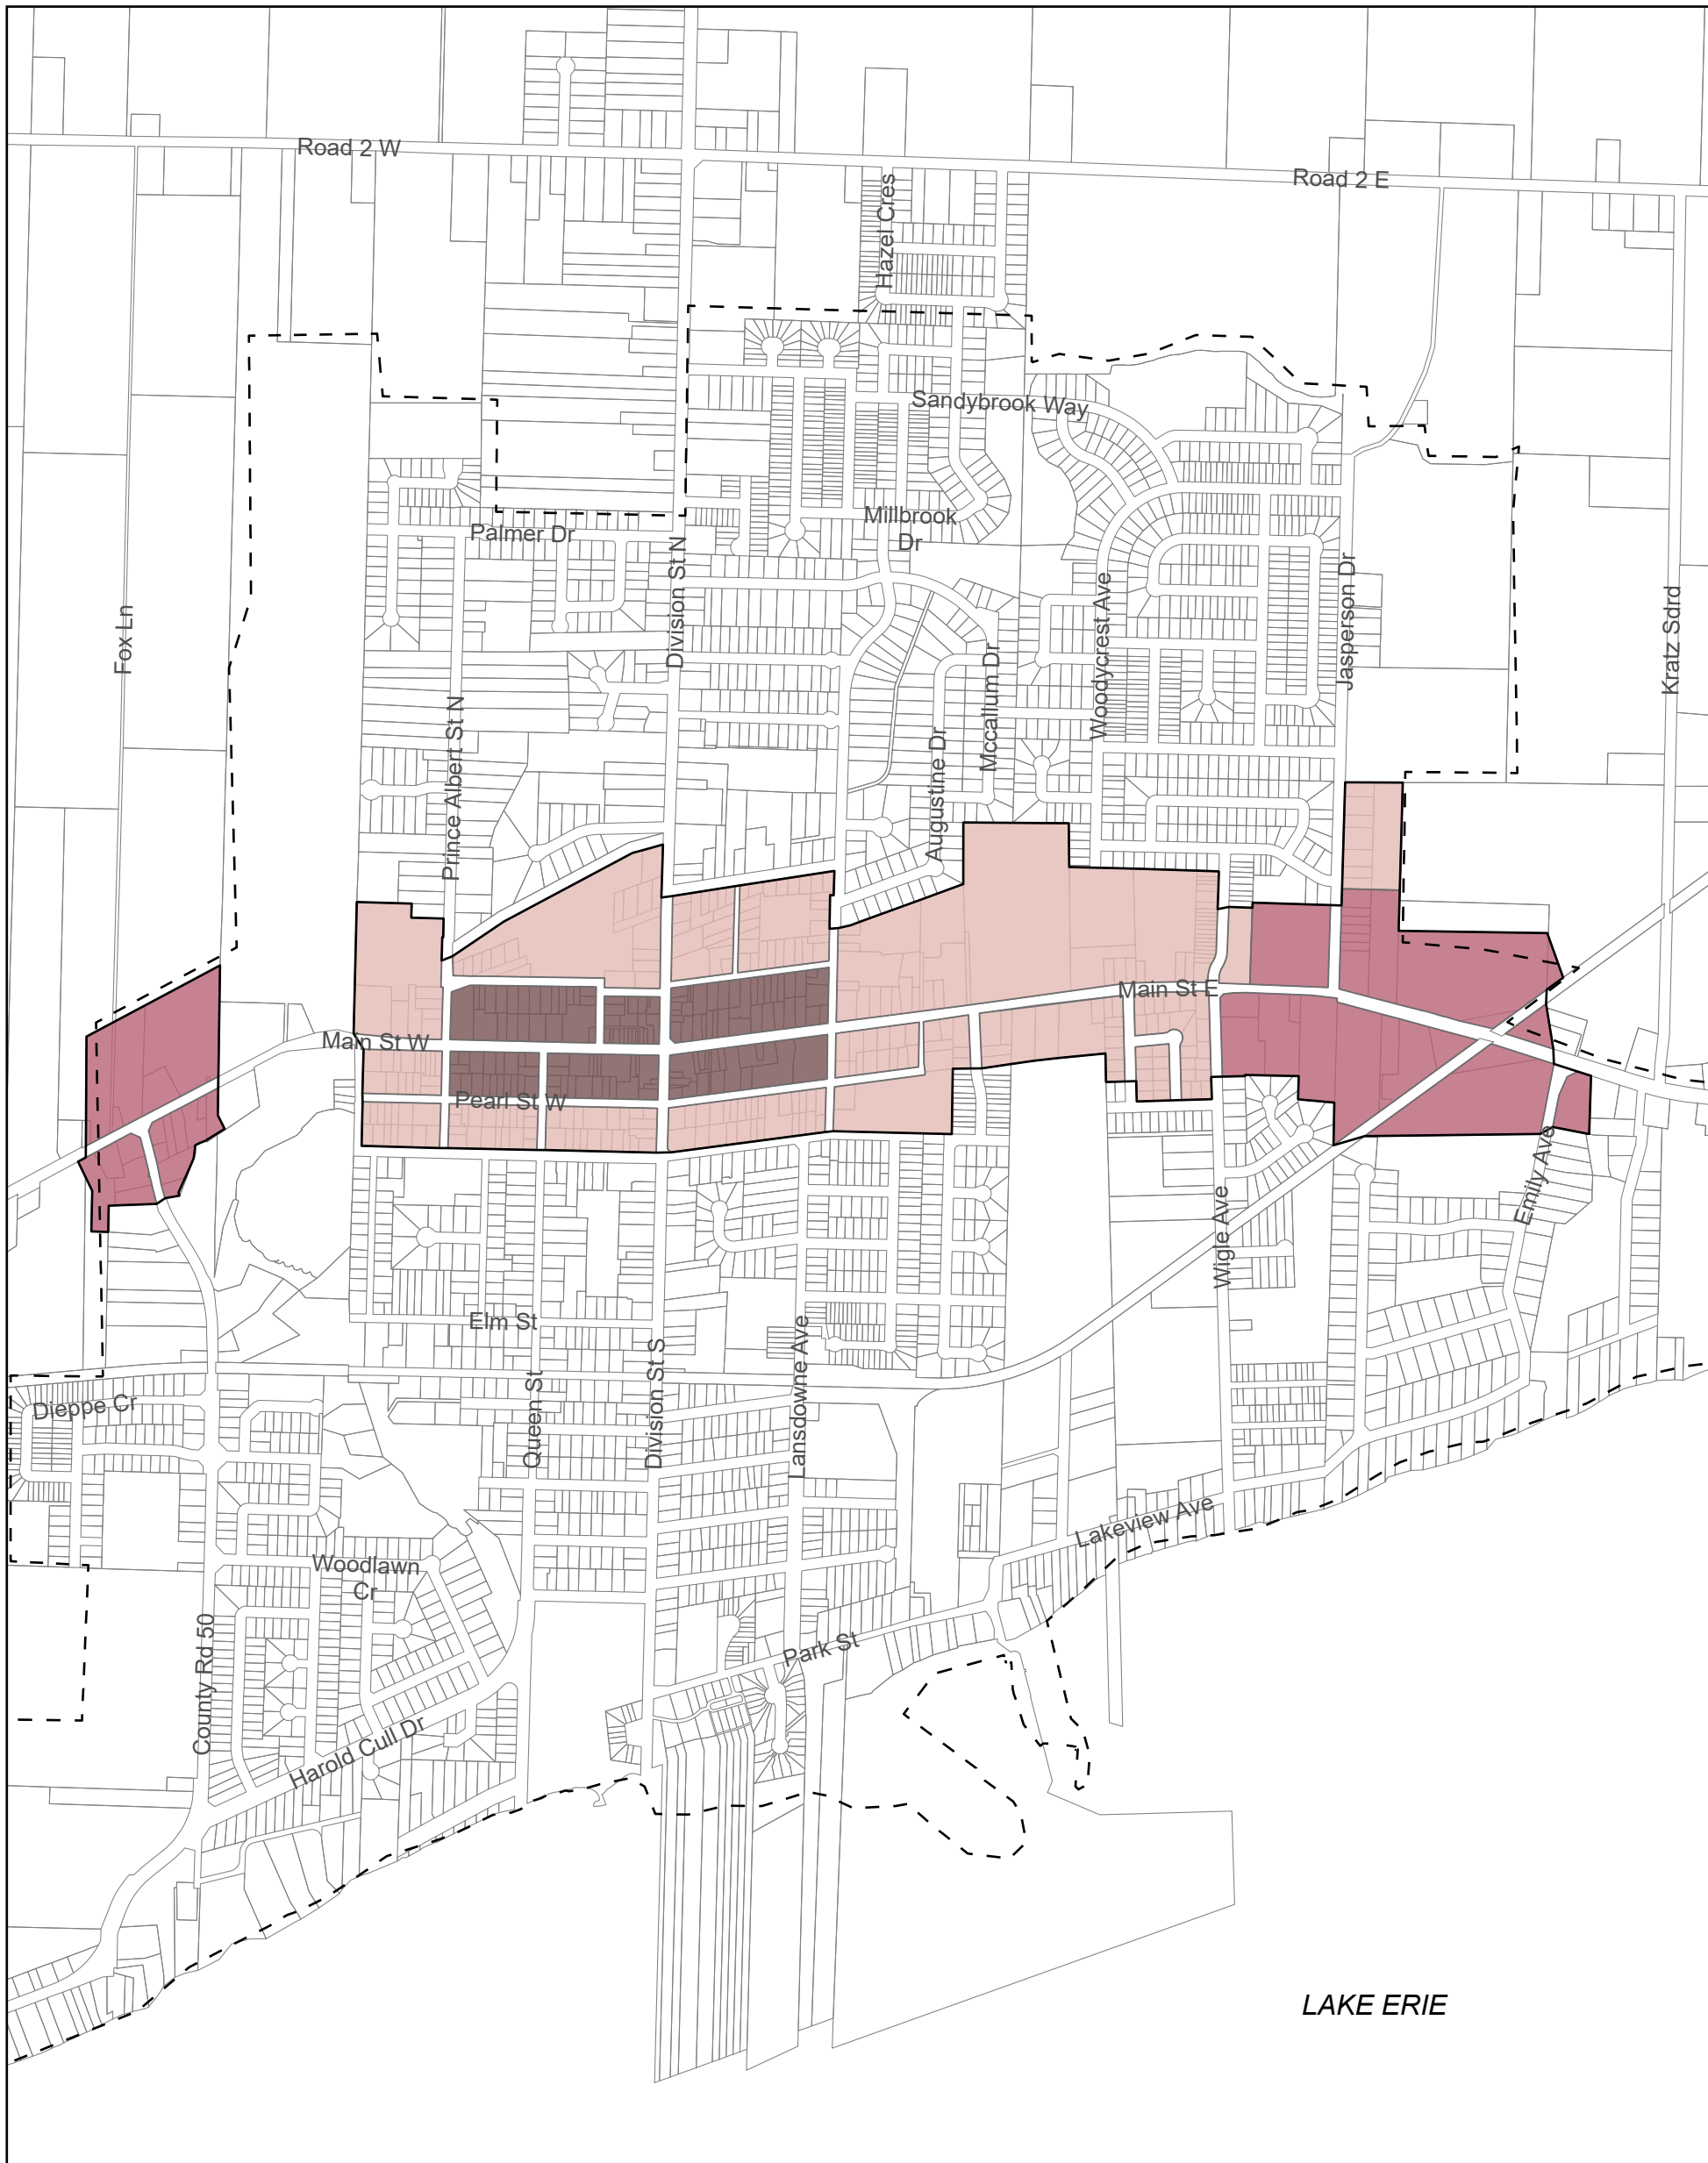 Road 2 W
Road 2 E
Hazel Cres
Sandybrook Way
Millbrook
Dr
Palmer Dr
Division St N
Fox Ln
Jasperson Dr
Kratz Sdrd
Woodycrest Ave
Mccallum Dr
Prince Albert St N
Augustine Dr
Main St E
Main St W
Pearl St W
Emily Ave
Wigle Ave
Elm St
Lansdowne Ave
Division St S
Queen St
Dieppe Cr
Lakeview Ave
Woodlawn
Cr
County Rd 50
Park St
Harold Cull Dr
LAKE ERIE